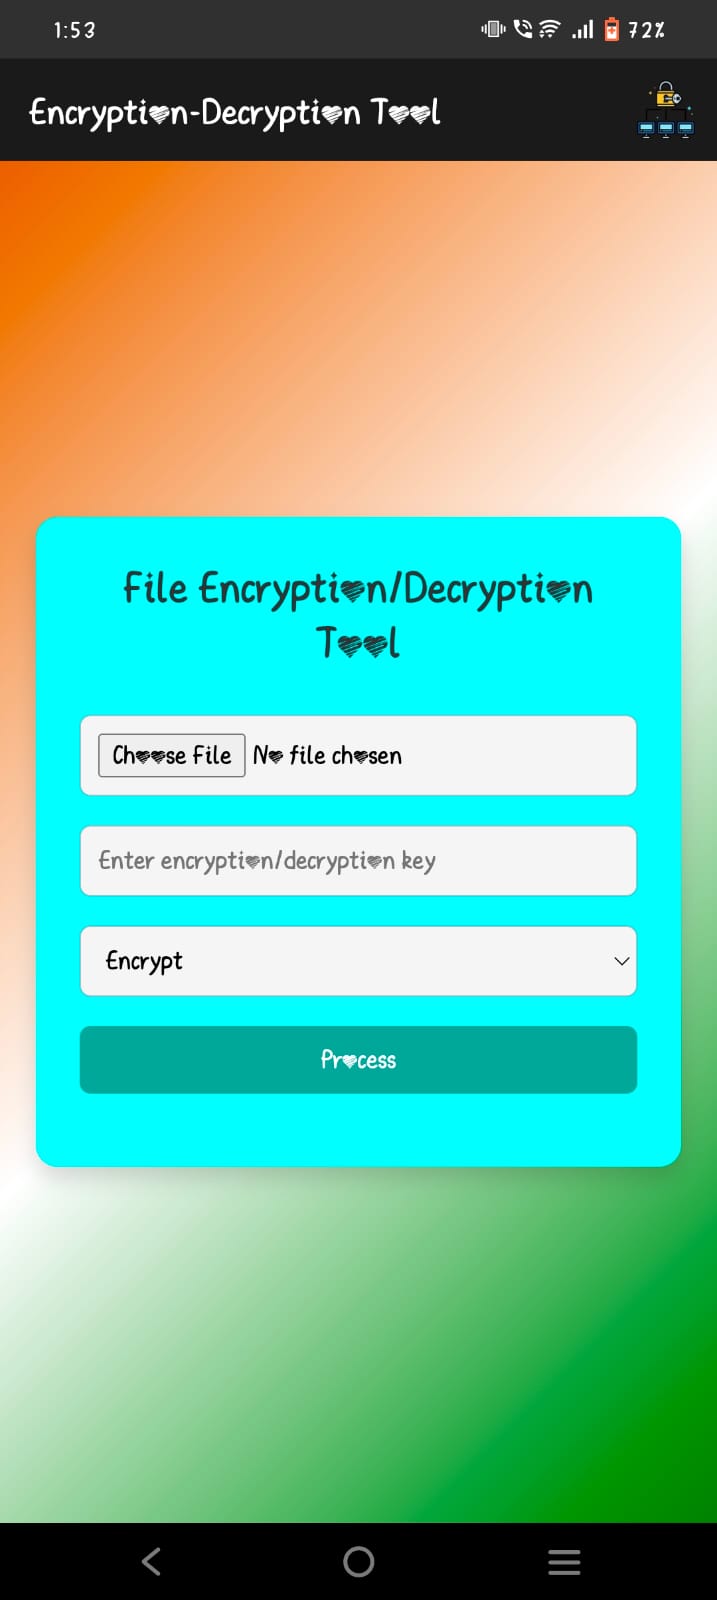 1:53 72%
Encryption-Decryption Tool
File Encryption/Decryption
Tool
Choose File No file chosen
Enter encryption/decryption key
Encrypt
Process